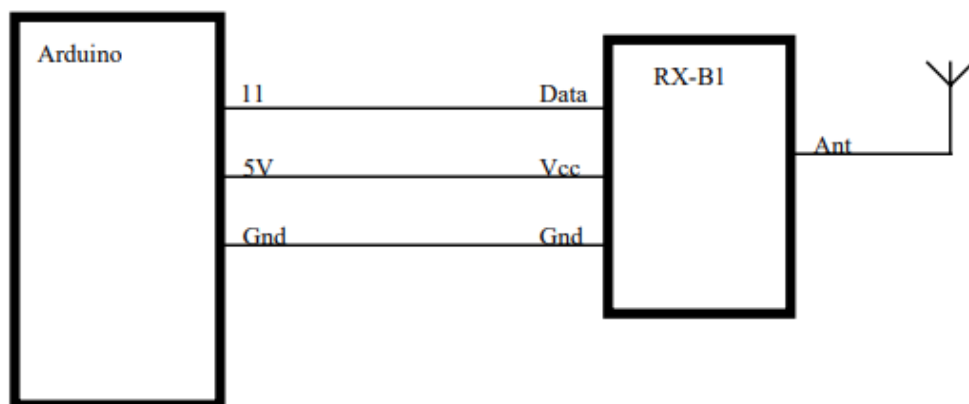 Arduino
RX-B1
11
Data
Ant
5V
Vcc
Gnd
Gnd